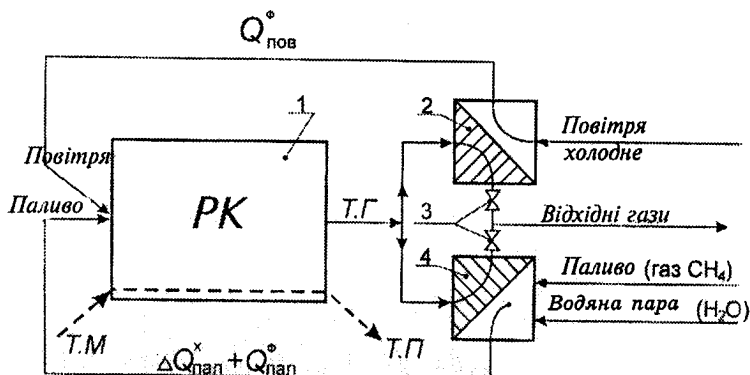 Q^Ф_пов
1
2
Повітря
холодне
Повітря
Паливо
РК
Т.Г
3
Відхідні гази
4
Паливо (газ CH₄)
Водяна пара (H₂O)
Т.М
Т.П
ΔQ^х_пал + Q^Ф_пал